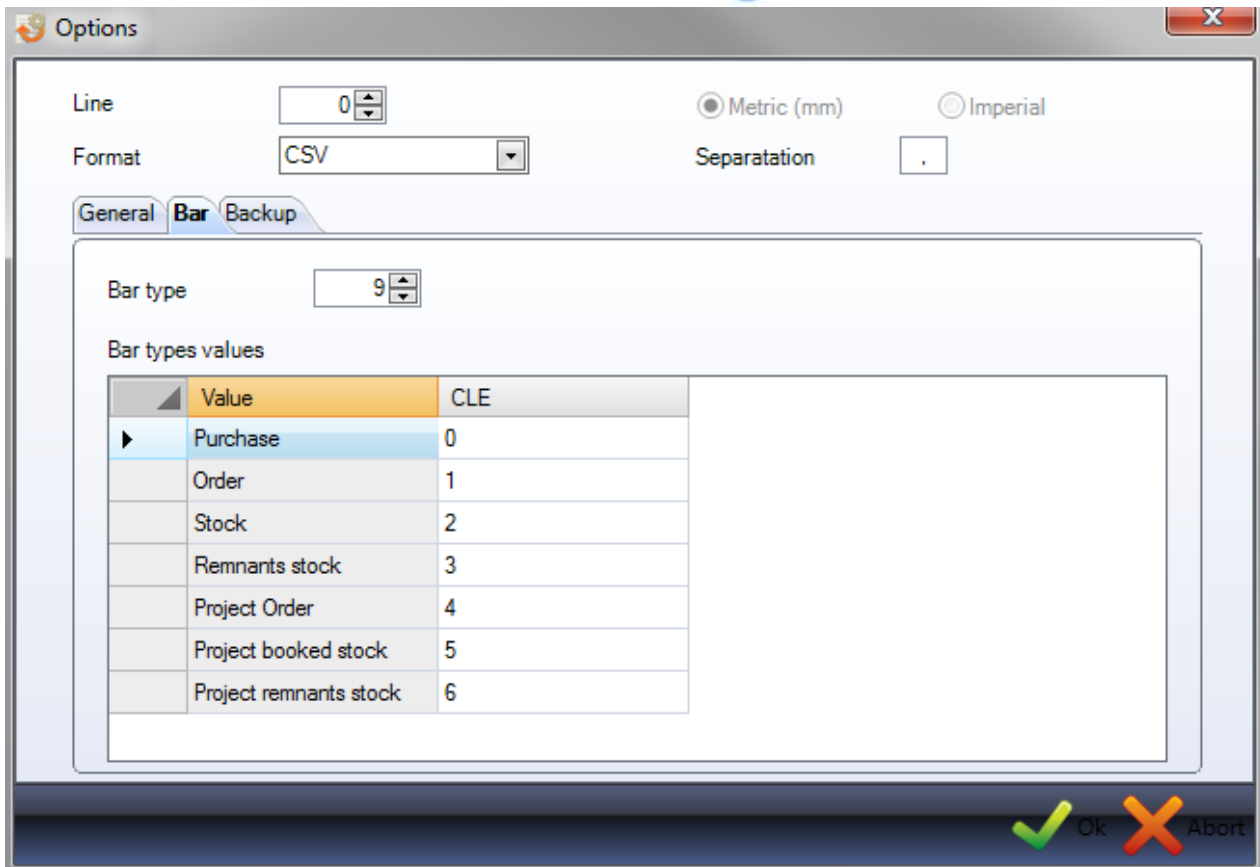 Options
Line 0 Metric (mm) Imperial
Format CSV Separatation ,
General Bar Backup
Bar type 9
Bar types values
Value CLE
Purchase 0
Order 1
Stock 2
Remnants stock 3
Project Order 4
Project booked stock 5
Project remnants stock 6
Ok Abort